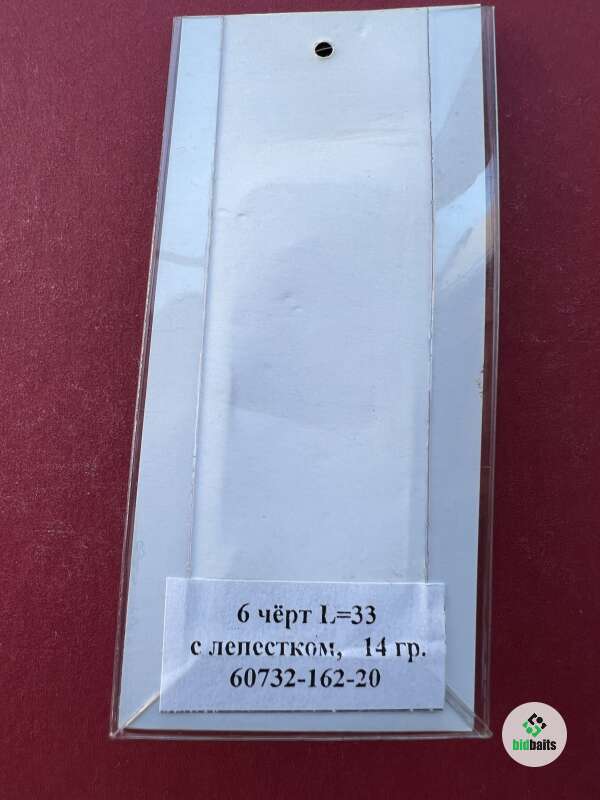 6 чёрт L=33
с лепестком, 14 гр.
60732-162-20
bidbaits